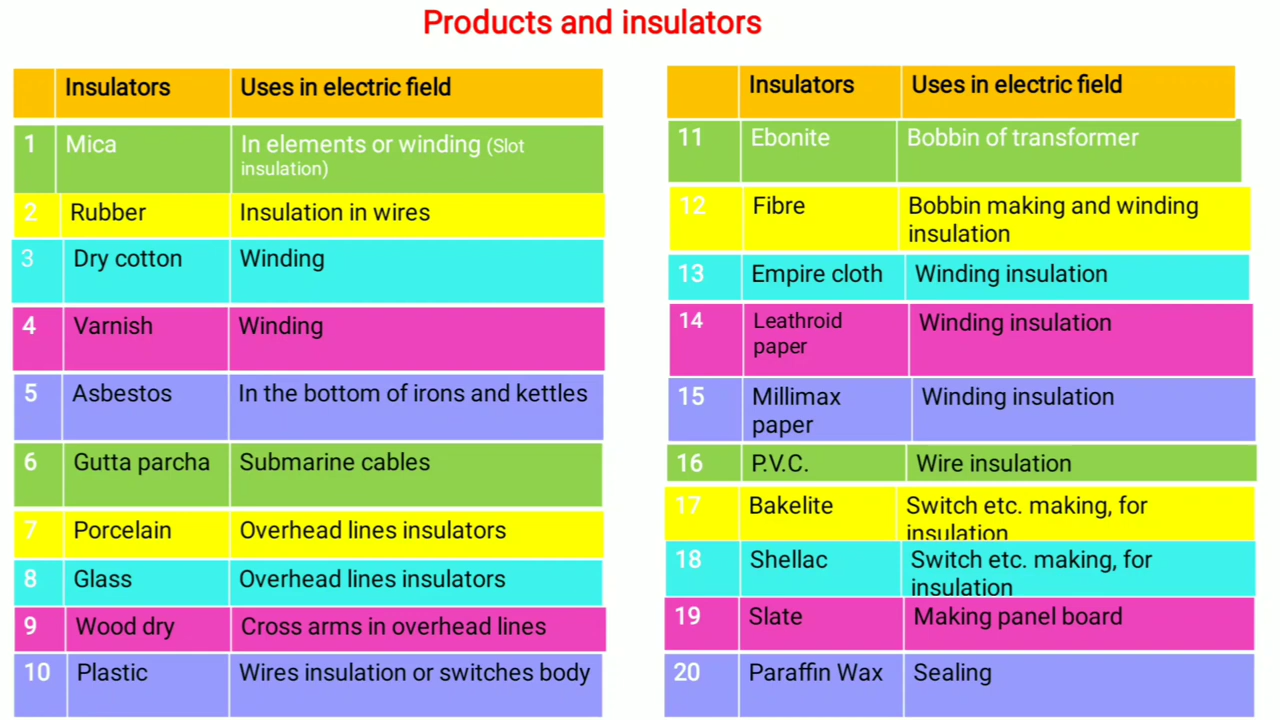 Products and insulators
Insulators Uses in electric field
1 Mica In elements or winding (Slot
insulation)
2 Rubber Insulation in wires
3 Dry cotton Winding
4 Varnish Winding
5 Asbestos In the bottom of irons and kettles
6 Gutta parcha Submarine cables
7 Porcelain Overhead lines insulators
8 Glass Overhead lines insulators
9 Wood dry Cross arms in overhead lines
10 Plastic Wires insulation or switches body
Insulators Uses in electric field
11 Ebonite Bobbin of transformer
12 Fibre Bobbin making and winding
insulation
13 Empire cloth Winding insulation
14 Leathroid Winding insulation
paper
15 Millimax Winding insulation
paper
16 P.V.C. Wire insulation
17 Bakelite Switch etc. making, for
insulation
18 Shellac Switch etc. making, for
insulation
19 Slate Making panel board
20 Paraffin Wax Sealing